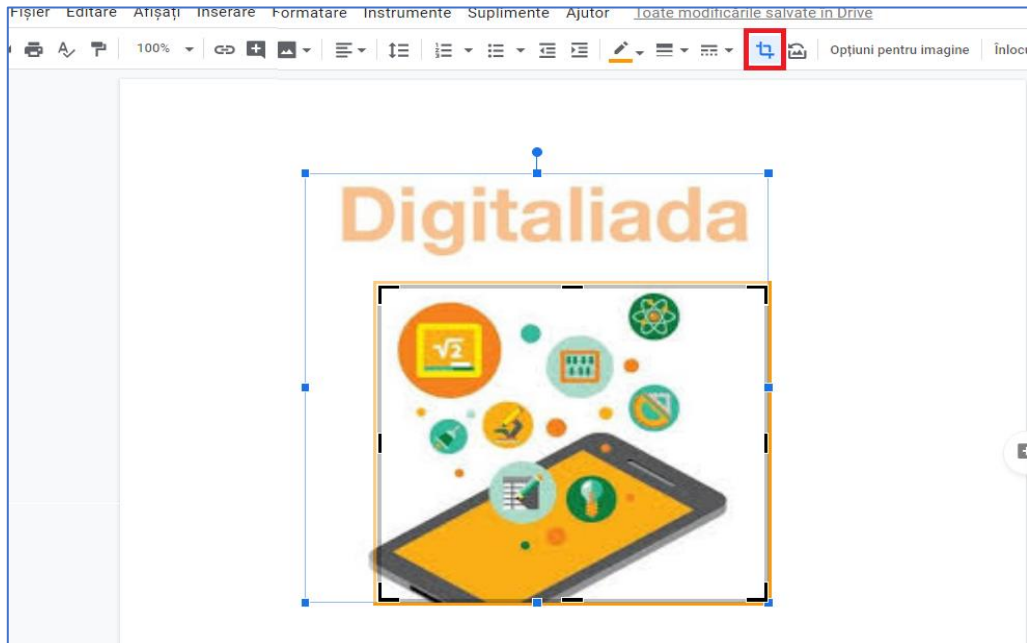 Fișier Editare Afișați Inserare Formatare Instrumente Suplimente Ajutor Toate modificările salvate în Drive
100% Opțiuni pentru imagine Înlocu
Digitaliada
√2